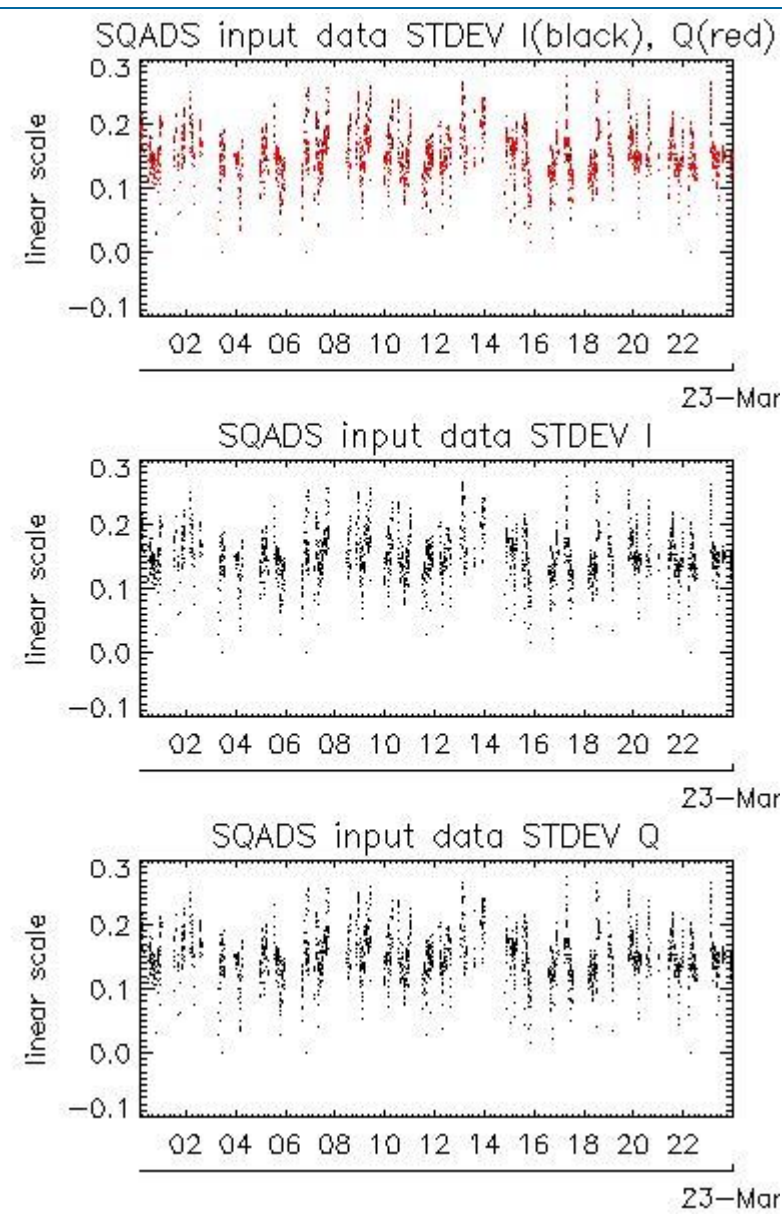 SQADS input data STDEV I(black), Q(red)
0.3
0.2
0.1
0.0
−0.1
linear scale
02 04 06 08 10 12 14 16 18 20 22
23−Mar
SQADS input data STDEV I
0.3
0.2
0.1
0.0
−0.1
linear scale
02 04 06 08 10 12 14 16 18 20 22
23−Mar
SQADS input data STDEV Q
0.3
0.2
0.1
0.0
−0.1
linear scale
02 04 06 08 10 12 14 16 18 20 22
23−Mar